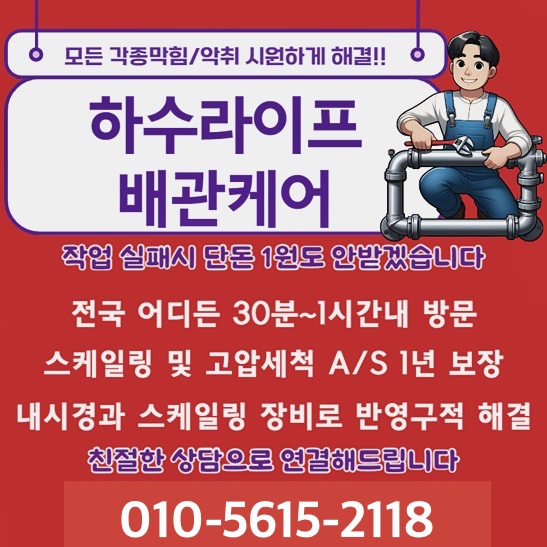 모든 각종막힘/악취 시원하게 해결!!
하수라이프
배관케어
작업 실패시 단돈 1원도 안받겠습니다
전국 어디든 30분~1시간내 방문
스케일링 및 고압세척 A/S 1년 보장
내시경과 스케일링 장비로 반영구적 해결
친절한 상담으로 연결해드립니다
010-5615-2118